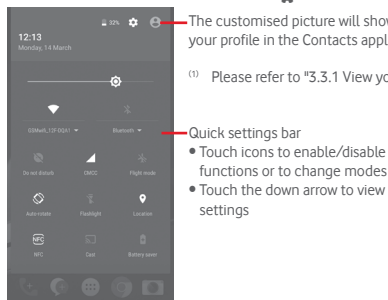 32%
12:13
Monday, 14 March
Bluetooth
Do not disturb
CMCC
Flight mode
Auto rotate
Flashlight
Location
NFC
NFC
Cast
Battery saver
The customised picture will show
your profile in the Contacts appl
(1) Please refer to "3.3.1 View yo
Quick settings bar
• Touch icons to enable/disable
functions or to change modes
• Touch the down arrow to view
settings